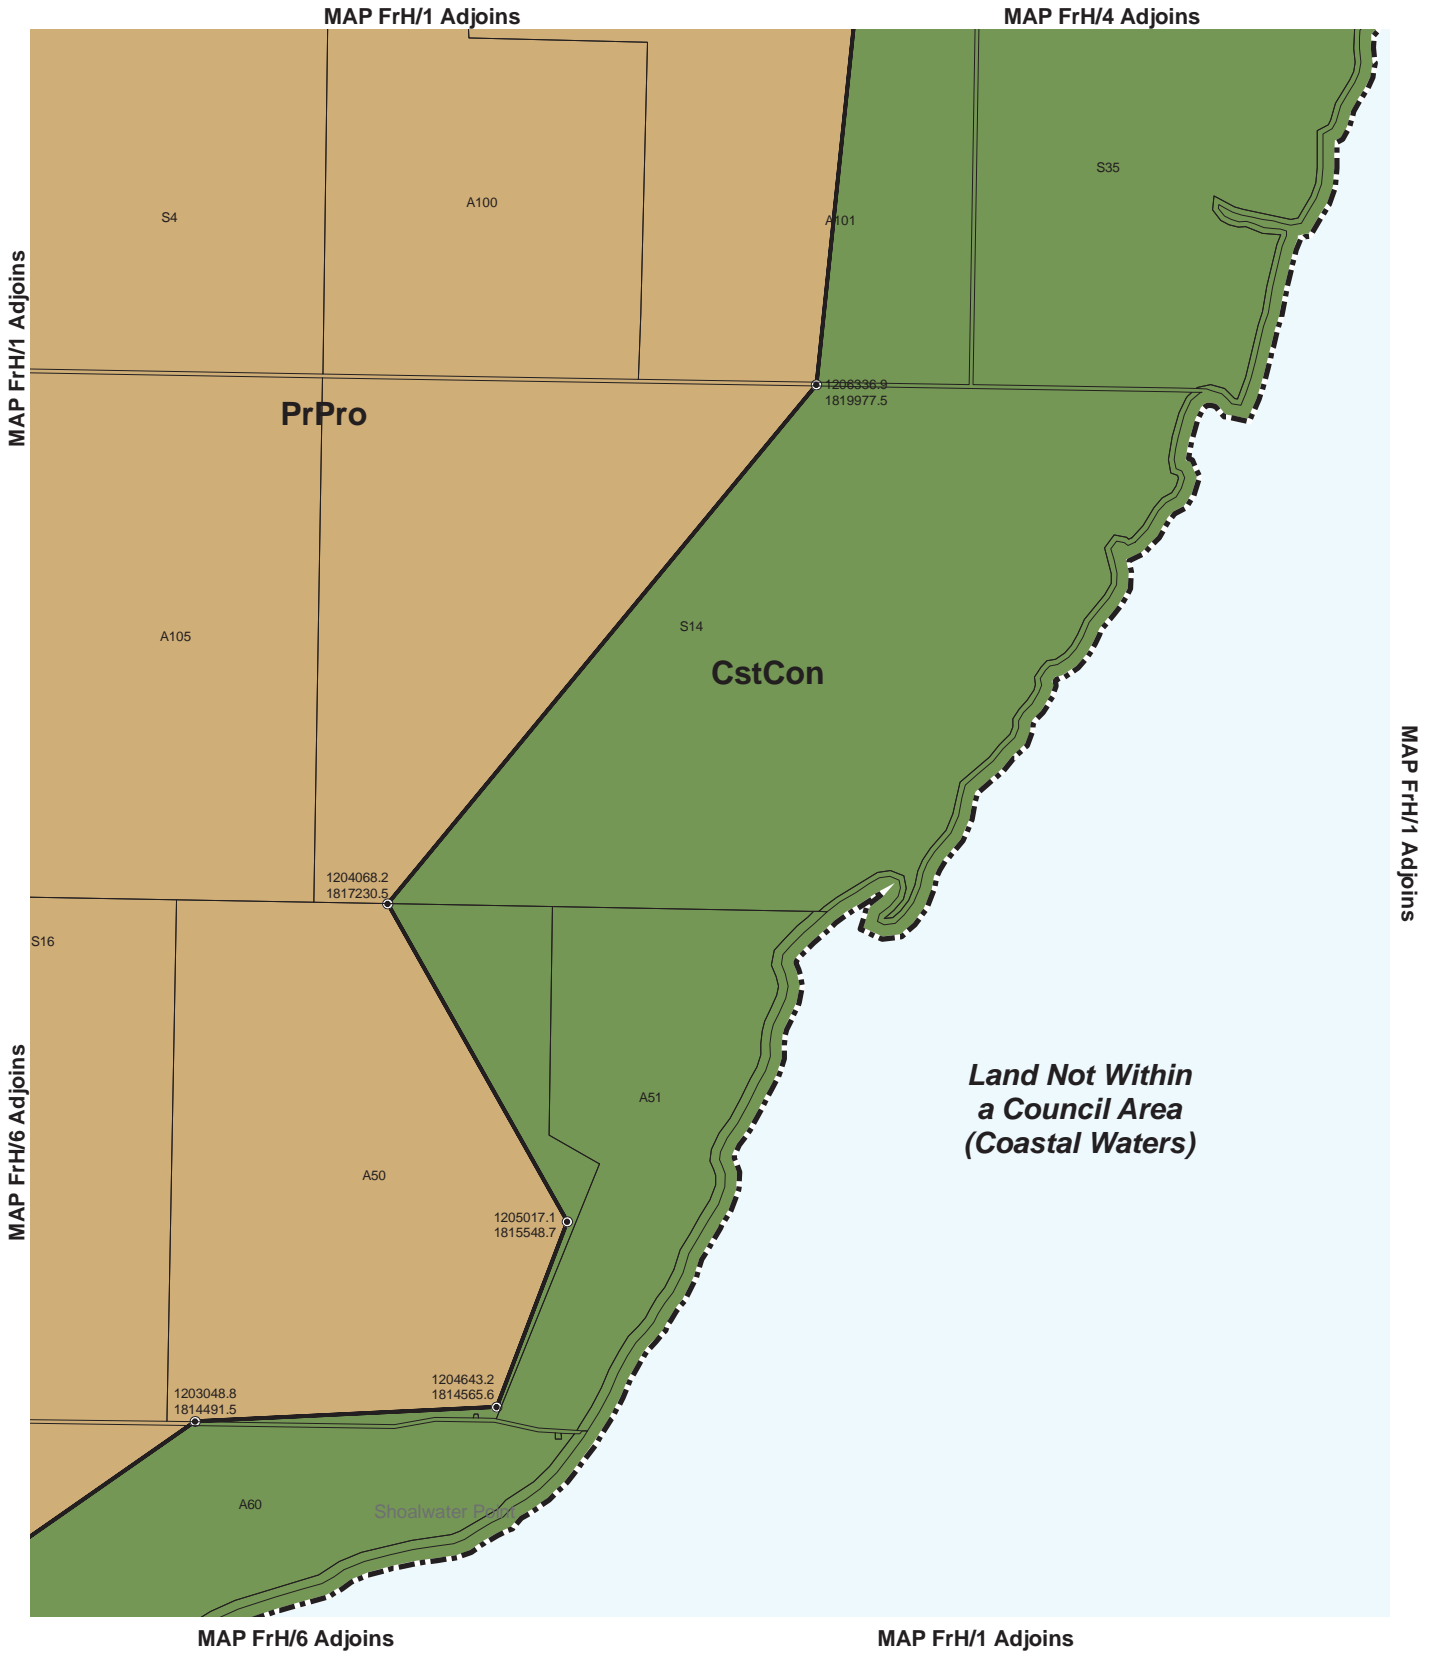 MAP FrH/1 Adjoins
MAP FrH/4 Adjoins
S35
A100
S4
A101
MAP FrH/1 Adjoins
1206336.9
1819977.5
PrPro
S14
A105
CstCon
MAP FrH/1 Adjoins
1204068.2
1817230.5
S16
Land Not Within
a Council Area
(Coastal Waters)
A51
MAP FrH/6 Adjoins
A50
1205017.1
1815548.7
1204643.2
1814565.6
1203048.8
1814491.5
A60
Shoalwater Point
MAP FrH/6 Adjoins
MAP FrH/1 Adjoins